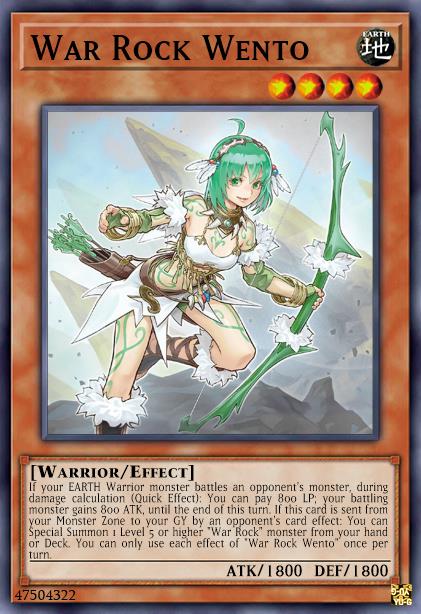 War Rock Wento
EARTH
地
[Warrior/Effect]
If your EARTH Warrior monster battles an opponent's monster, during
damage calculation (Quick Effect): You can pay 800 LP; your battling
monster gains 800 ATK, until the end of this turn. If this card is sent from
your Monster Zone to your GY by an opponent's card effect: You can
Special Summon 1 Level 5 or higher "War Rock" monster from your hand
or Deck. You can only use each effect of "War Rock Wento" once per
turn.
ATK/1800 DEF/1800
47504322